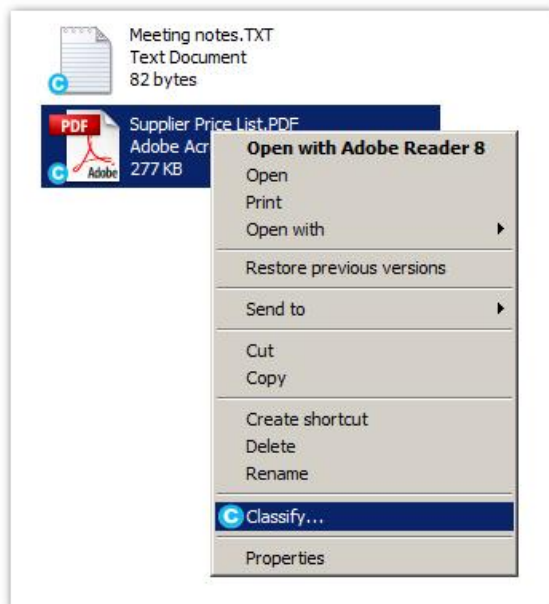 Meeting notes.TXT
Text Document
82 bytes
PDF
Adobe
Supplier Price List.PDF
Adobe Acr
277 KB
Open with Adobe Reader 8
Open
Print
Open with
Restore previous versions
Send to
Cut
Copy
Create shortcut
Delete
Rename
C Classify...
Properties